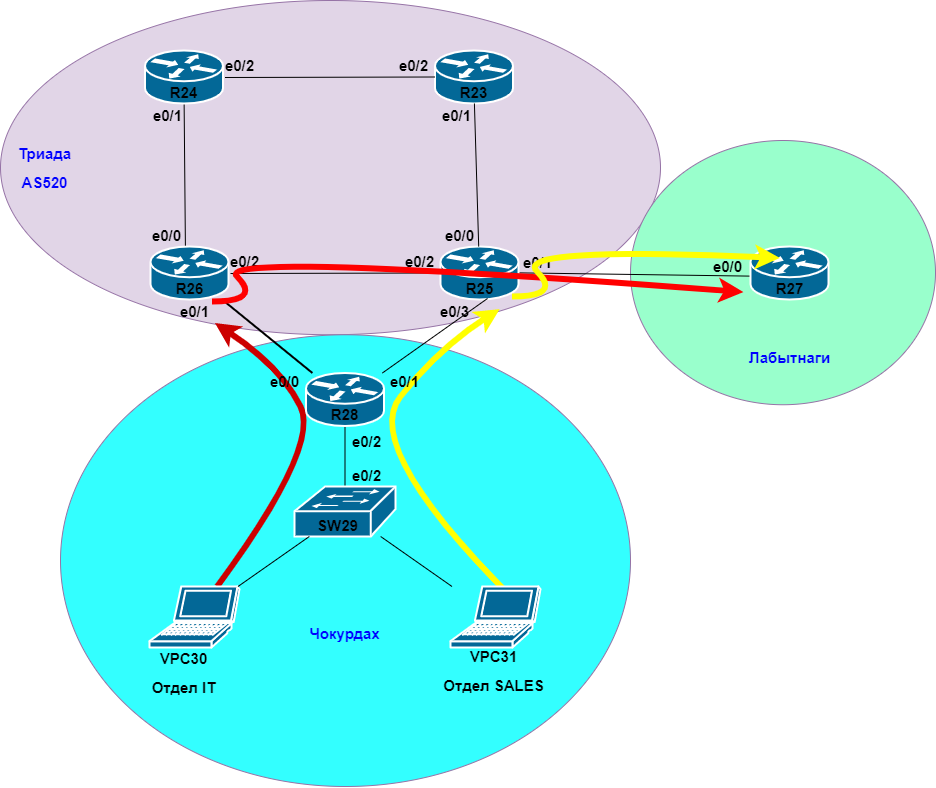 e0/2
e0/2
R24
R23
e0/1
e0/1
Триада
AS520
e0/0
e0/0
e0/2
e0/2
e0/1
e0/0
R26
R25
R27
e0/1
e0/3
Лабытнаги
e0/0
e0/1
R28
e0/2
e0/2
SW29
Чокурдах
VPC30
VPC31
Отдел IT
Отдел SALES